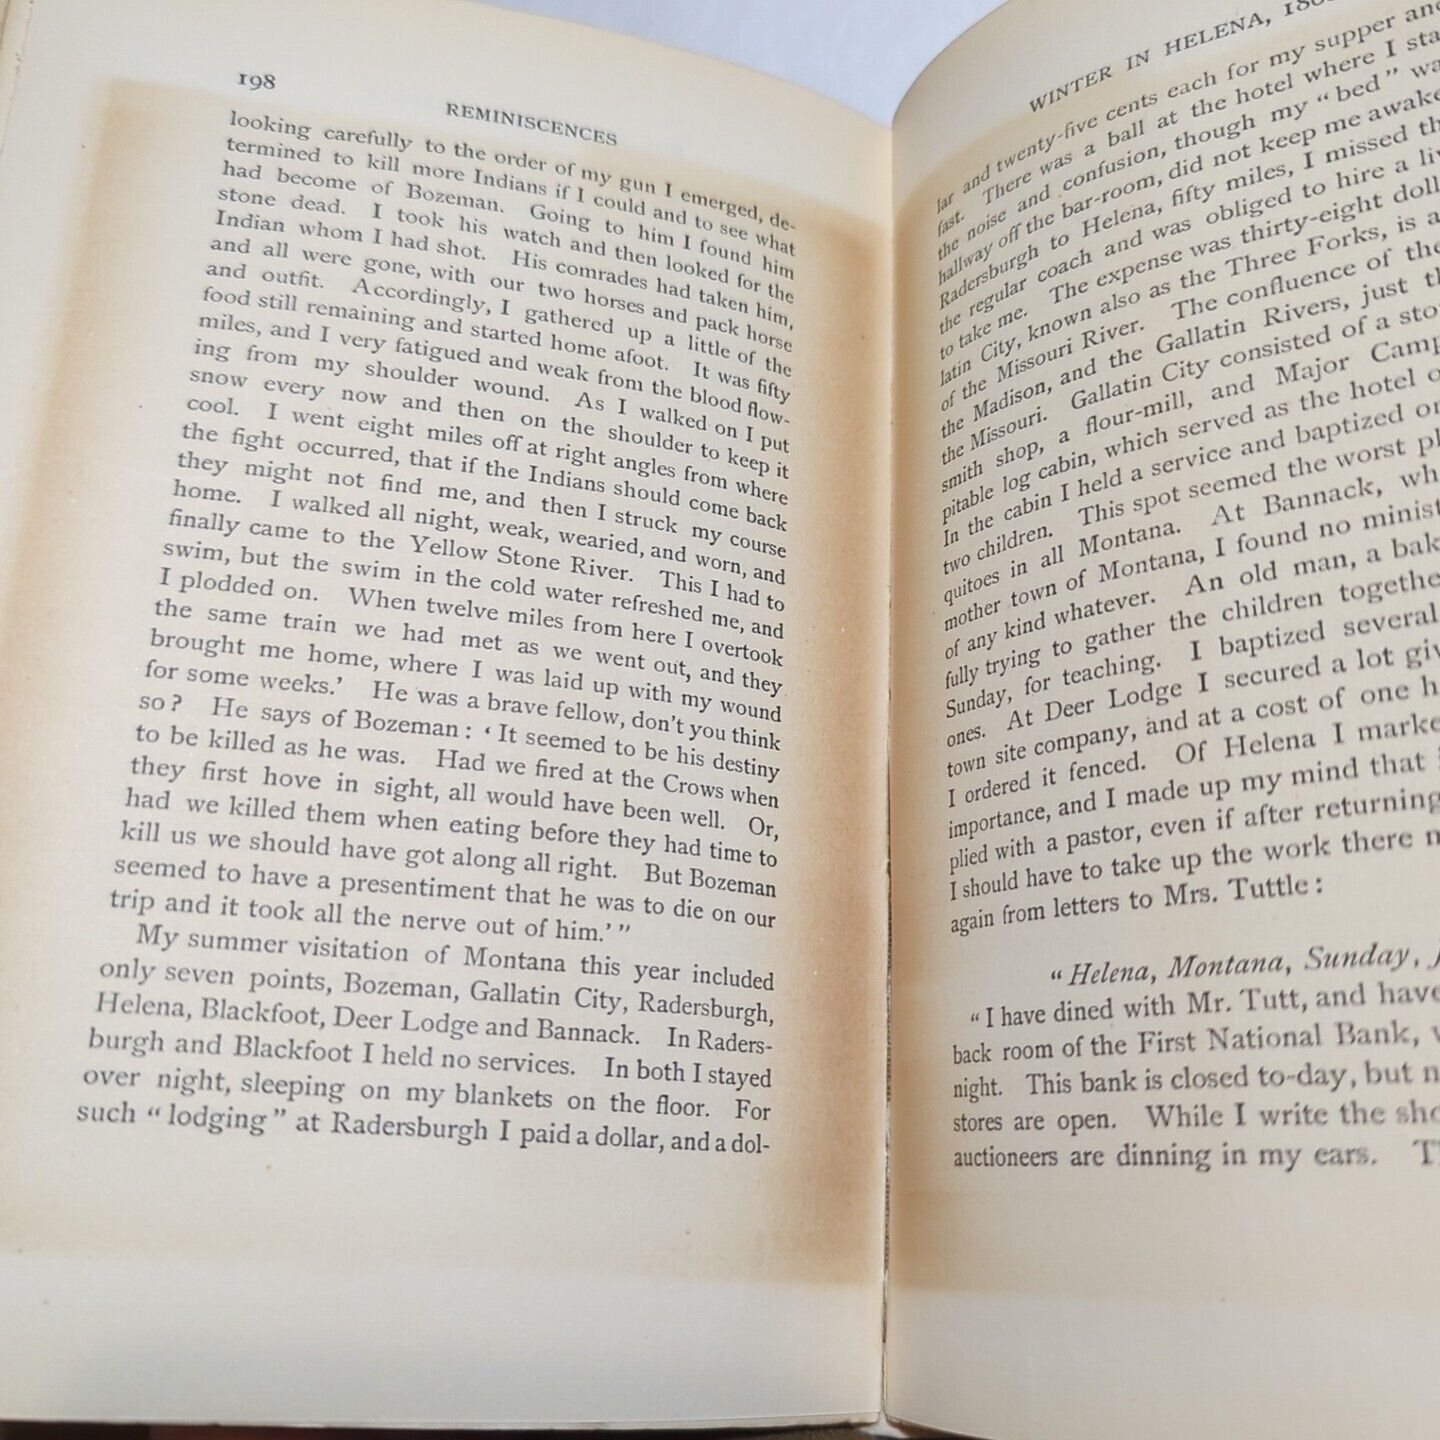 198
REMINISCENCES
looking carefully to the order of my gun I emerged, de-
termined to kill more Indians if I could and to see what
had become of Bozeman. Going to him I found him
stone dead. I took his watch and then looked for the
Indian whom I had shot. His comrades had taken him,
and all were gone, with our two horses and pack horse
and outfit. Accordingly, I gathered up a little of the
food still remaining and started home afoot. It was fifty
miles, and I very fatigued and weak from the blood flow-
ing from my shoulder wound. As I walked on I put
snow every now and then on the shoulder to keep it
cool. I went eight miles off at right angles from where
the fight occurred, that if the Indians should come back
they might not find me, and then I struck my course
home. I walked all night, weak, wearied, and worn, and
finally came to the Yellow Stone River. This I had to
swim, but the swim in the cold water refreshed me, and
I plodded on. When twelve miles from here I overtook
the same train we had met as we went out, and they
brought me home, where I was laid up with my wound
for some weeks.' He was a brave fellow, don't you think
so? He says of Bozeman: 'It seemed to be his destiny
to be killed as he was. Had we fired at the Crows when
they first hove in sight, all would have been well. Or,
had we killed them when eating before they had time to
kill us we should have got along all right. But Bozeman
seemed to have a presentiment that he was to die on our
trip and it took all the nerve out of him.'"
My summer visitation of Montana this year included
only seven points, Bozeman, Gallatin City, Radersburgh,
Helena, Blackfoot, Deer Lodge and Bannack. In Raders-
burgh and Blackfoot I held no services. In both I stayed
over night, sleeping on my blankets on the floor. For
such "lodging" at Radersburgh I paid a dollar, and a dol-
WINTER IN HELENA,
lar and twenty-five cents each for my supper and
fast. There was a ball at the hotel where I sta
the noise and confusion, though my "bed" wa
hallway off the bar-room, did not keep me awake
Radersburgh to Helena, fifty miles, I missed th
the regular coach and was obliged to hire a liv
to take me. The expense was thirty-eight doll
latin City, known also as the Three Forks, is a
of the Missouri River. The confluence of the
the Madison, and the Gallatin Rivers, just th
the Missouri. Gallatin City consisted of a sto
smith shop, a flour-mill, and Major Camp
pitable log cabin, which served as the hotel o
In the cabin I held a service and baptized on
two children. This spot seemed the worst pl
quitoes in all Montana. At Bannack, wh
mother town of Montana, I found no minist
of any kind whatever. An old man, a bak
fully trying to gather the children togethe
Sunday, for teaching. I baptized several
ones. At Deer Lodge I secured a lot giv
town site company, and at a cost of one h
I ordered it fenced. Of Helena I marke
importance, and I made up my mind that i
plied with a pastor, even if after returning
I should have to take up the work there m
again from letters to Mrs. Tuttle:
"Helena, Montana, Sunday, J
"I have dined with Mr. Tutt, and have
back room of the First National Bank, w
night. This bank is closed to-day, but n
stores are open. While I write the sho
auctioneers are dinning in my ears. Th